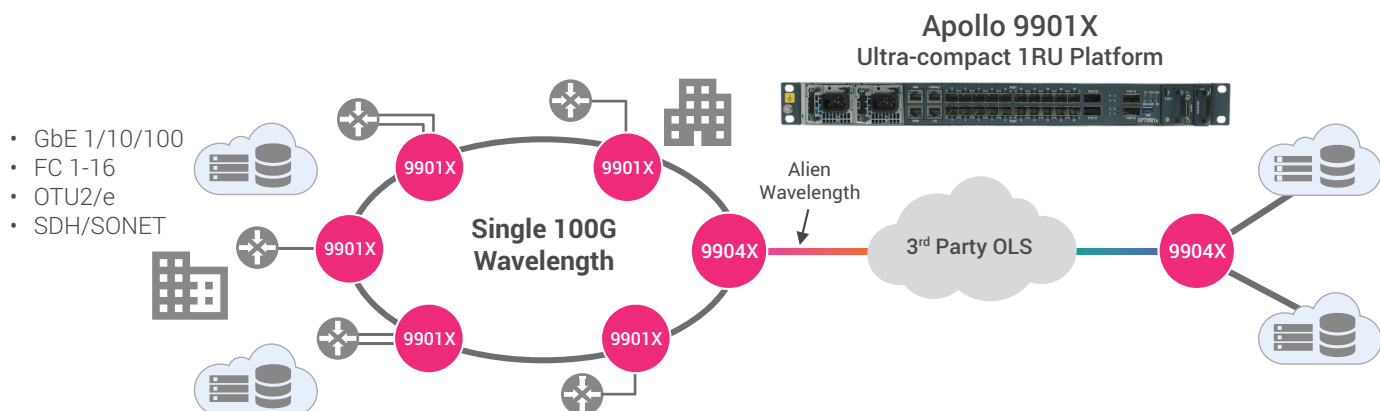 Apollo 9901X
Ultra-compact 1RU Platform
• GbE 1/10/100
• FC 1-16
• OTU2/e
• SDH/SONET
9901X
9901X
9901X
Single 100G
Wavelength
9904X
9901X
9901X
Alien
Wavelength
3rd Party OLS
9904X